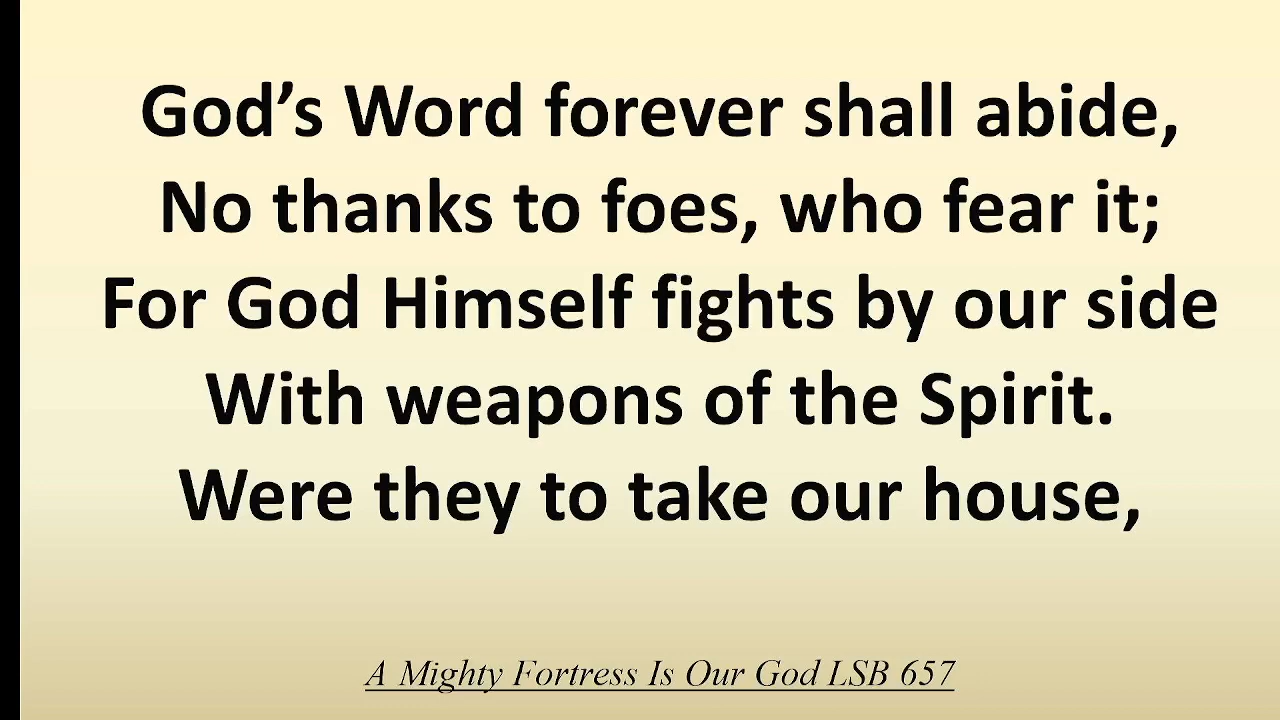 God’s Word forever shall abide,
No thanks to foes, who fear it;
For God Himself fights by our side
With weapons of the Spirit.
Were they to take our house,
A Mighty Fortress Is Our God LSB 657